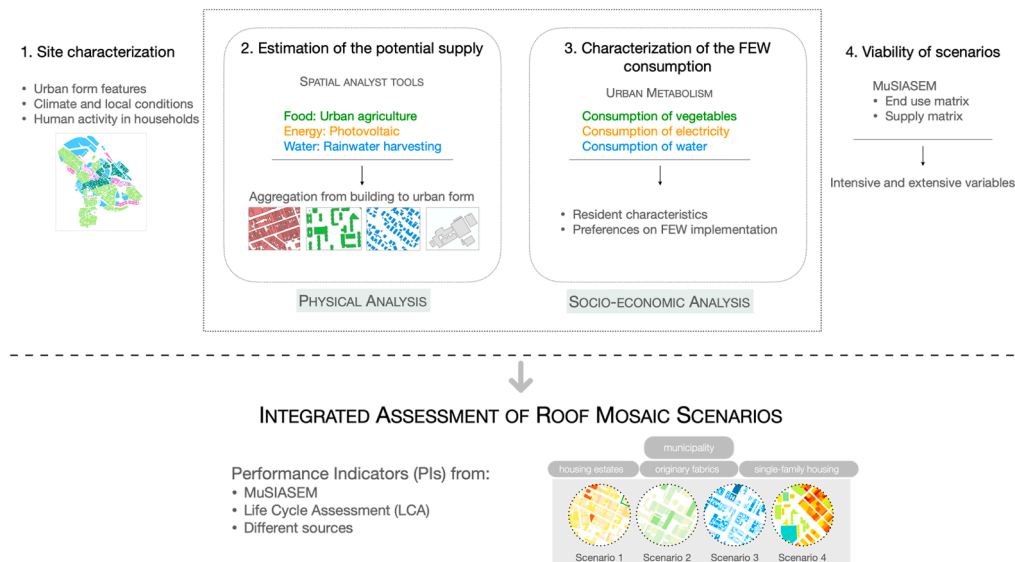 1. Site characterization
• Urban form features
• Climate and local conditions
• Human activity in households
2. Estimation of the potential supply
SPATIAL ANALYST TOOLS
Food: Urban agriculture
Energy: Photovoltaic
Water: Rainwater harvesting
Aggregation from building to urban form
PHYSICAL ANALYSIS
3. Characterization of the FEW
consumption
URBAN METABOLISM
Consumption of vegetables
Consumption of electricity
Consumption of water
• Resident characteristics
• Preferences on FEW implementation
SOCIO-ECONOMIC ANALYSIS
4. Viability of scenarios
MuSIASEM
• End use matrix
• Supply matrix
Intensive and extensive variables
INTEGRATED ASSESSMENT OF ROOF MOSAIC SCENARIOS
Performance Indicators (PIs) from:
• MuSIASEM
• Life Cycle Assessment (LCA)
• Different sources
municipality
housing estates
originary fabrics
single-family housing
Scenario 1
Scenario 2
Scenario 3
Scenario 4